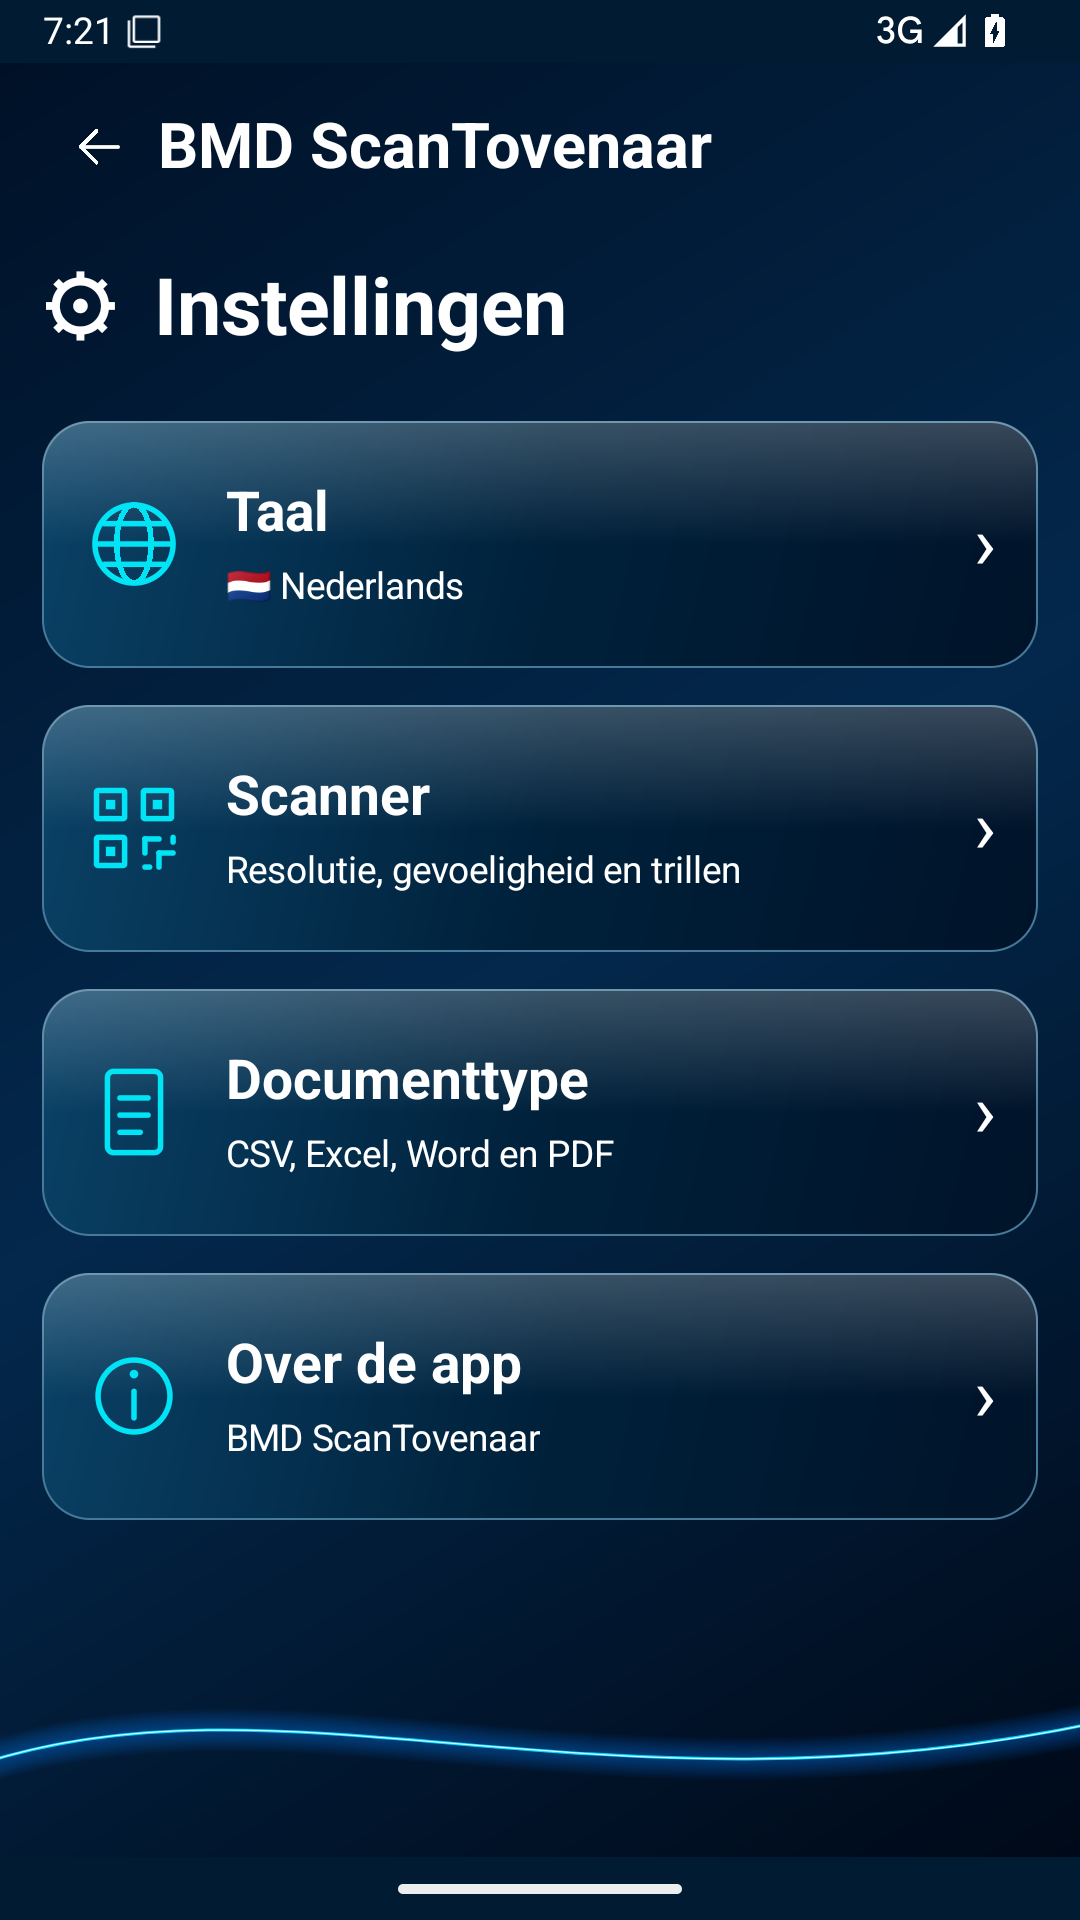 7:21 3G
BMD ScanTovenaar
Instellingen
Taal
🇳🇱 Nederlands
Scanner
Resolutie, gevoeligheid en trillen
Documenttype
CSV, Excel, Word en PDF
Over de app
BMD ScanTovenaar